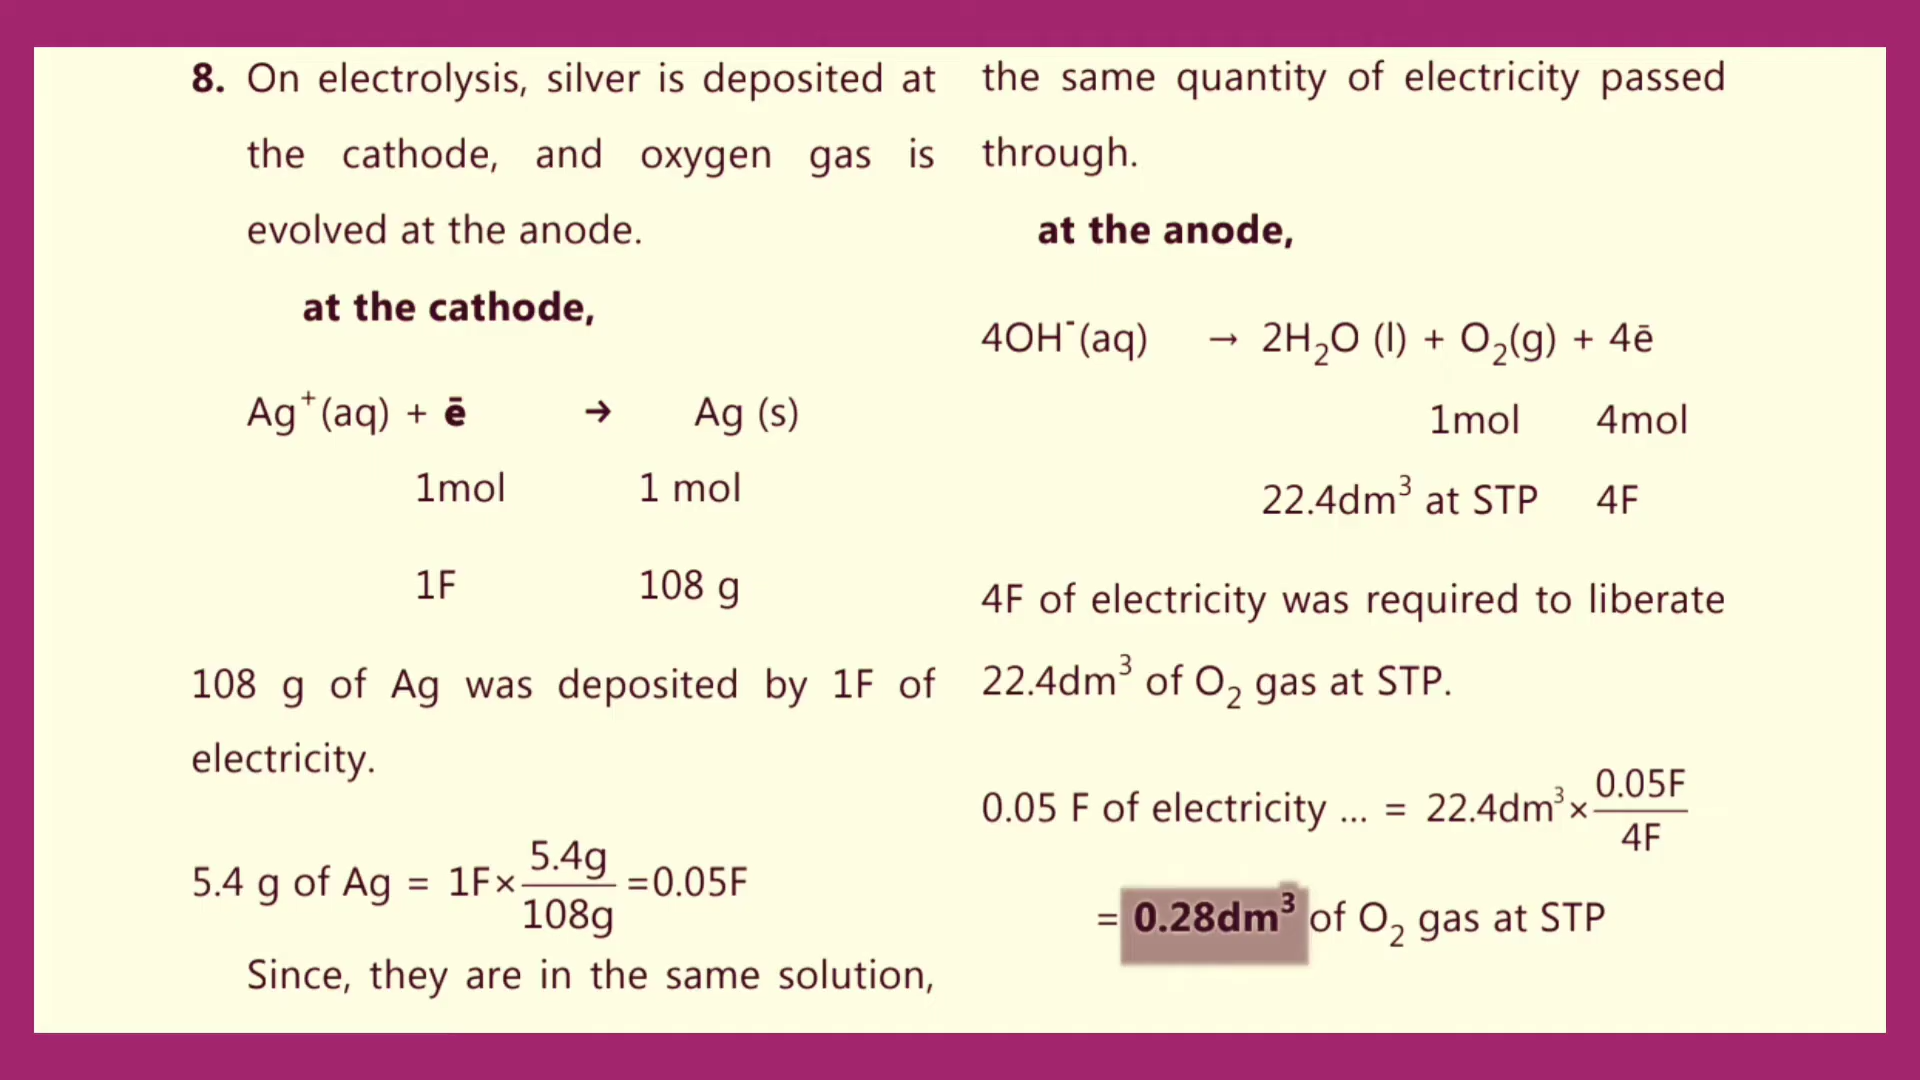 8. On electrolysis, silver is deposited at
the cathode, and oxygen gas is
evolved at the anode.
at the cathode,
Ag⁺(aq) + ē → Ag (s)
1mol 1 mol
1F 108 g
108 g of Ag was deposited by 1F of
electricity.
5.4 g of Ag = 1F× 5.4g/108g =0.05F
Since, they are in the same solution,
the same quantity of electricity passed
through.
at the anode,
4OH⁻(aq) → 2H₂O (l) + O₂(g) + 4ē
1mol 4mol
22.4dm³ at STP 4F
4F of electricity was required to liberate
22.4dm³ of O₂ gas at STP.
0.05 F of electricity ... = 22.4dm³× 0.05F/4F
= 0.28dm³ of O₂ gas at STP